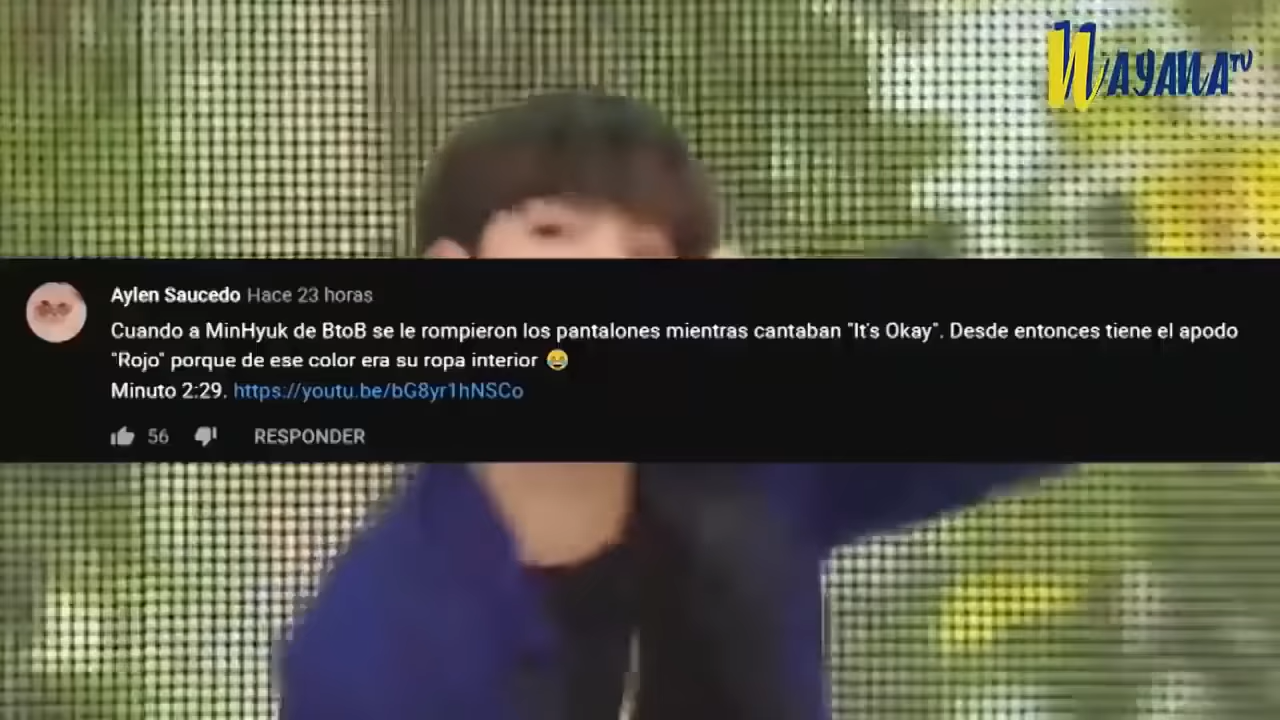 NAYANA TV
Aylen Saucedo Hace 23 horas
Cuando a MinHyuk de BtoB se le rompieron los pantalones mientras cantaban "It's Okay". Desde entonces tiene el apodo
"Rojo" porque de ese color era su ropa interior 😂
Minuto 2:29. https://youtu.be/bG8yr1hNSCo
56 RESPONDER